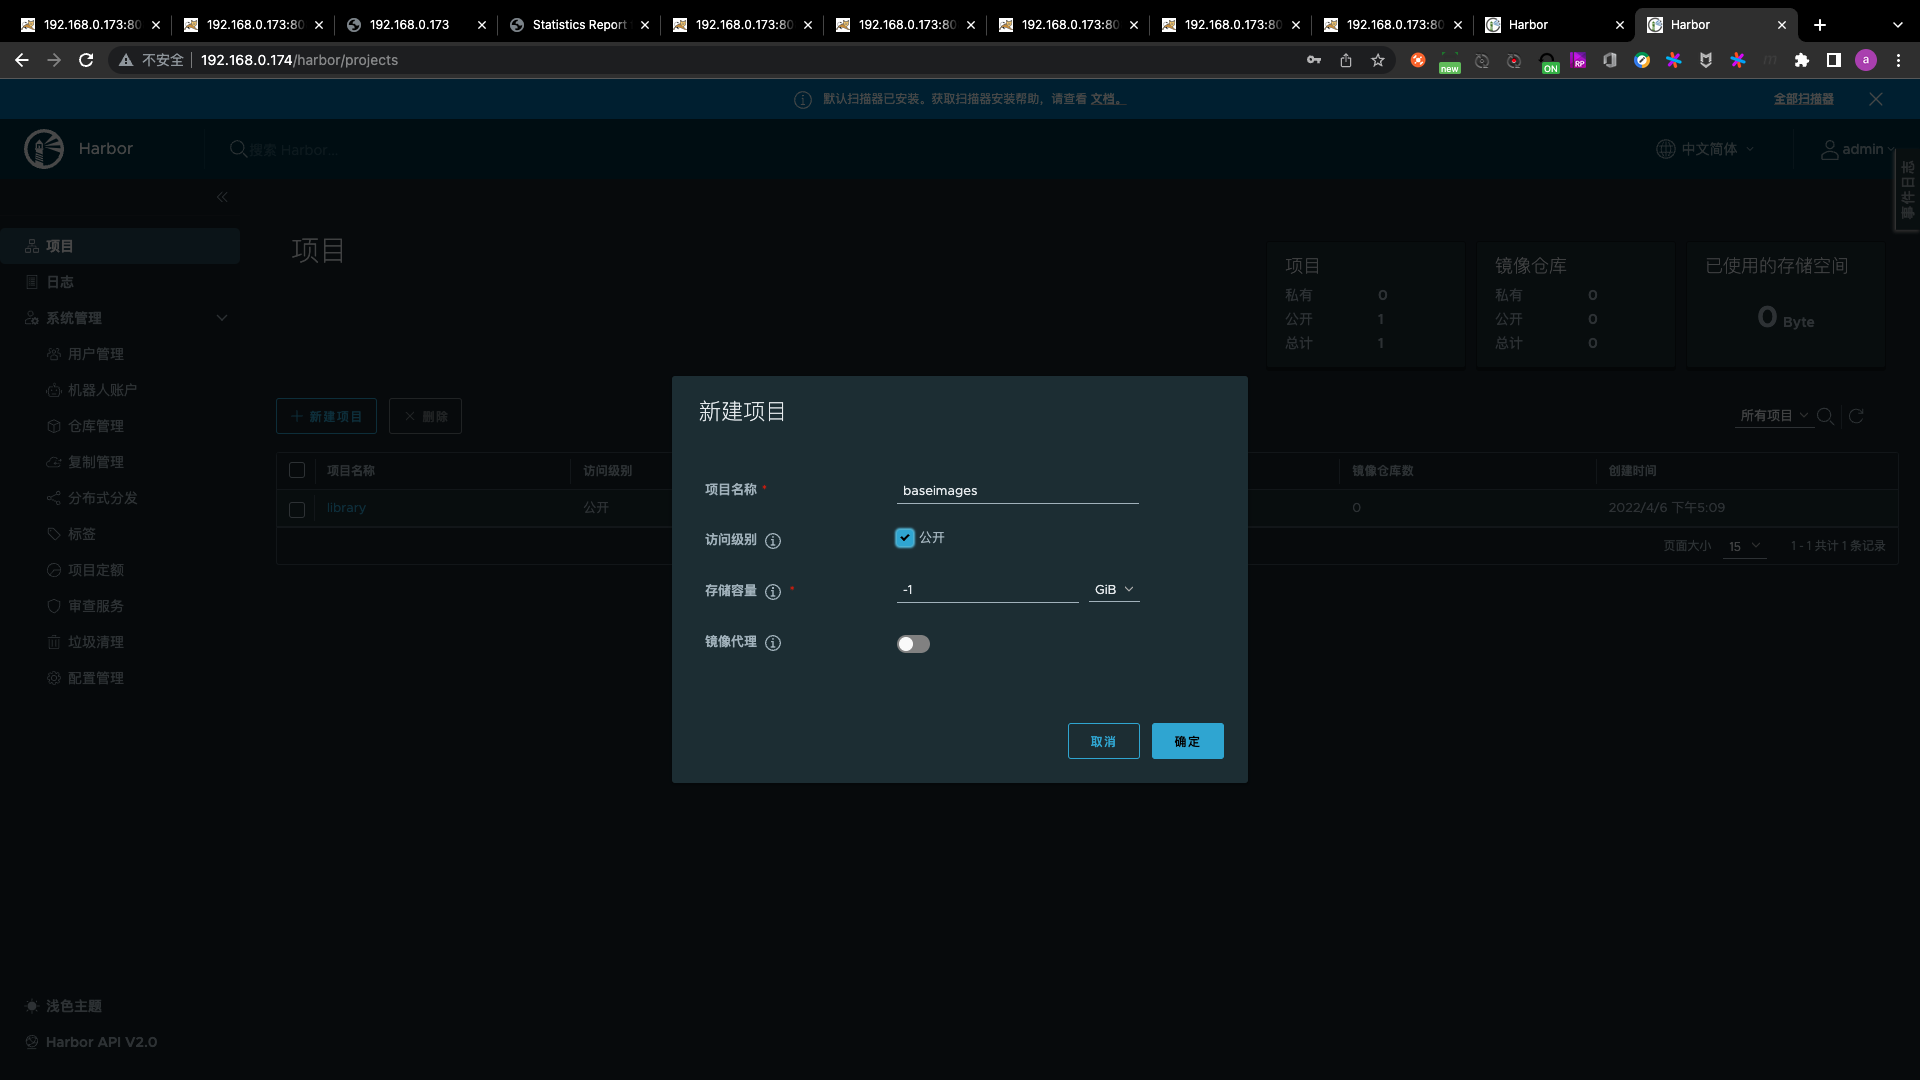 192.168.0.173:80
192.168.0.173:80
192.168.0.173
Statistics Report
192.168.0.173:80
192.168.0.173:80
192.168.0.173:80
192.168.0.173:80
192.168.0.173:80
Harbor
Harbor
不安全
192.168.0.174/harbor/projects
new
ON
RP
a
默认扫描器已安装。获取扫描器安装帮助，请查看 文档。
全部扫描器
Harbor
搜索 Harbor...
中文简体
admin
事件日志
项目
日志
系统管理
用户管理
机器人账户
仓库管理
复制管理
分布式分发
标签
项目定额
审查服务
垃圾清理
配置管理
浅色主题
Harbor API V2.0
项目
项目
私有 0
公开 1
总计 1
镜像仓库
私有 0
公开 0
总计 0
已使用的存储空间
0 Byte
新建项目
删除
所有项目
项目名称
访问级别
镜像仓库数
创建时间
library
公开
0
2022/4/6 下午5:09
页面大小 15
1 - 1 共计 1 条记录
新建项目
项目名称 *
baseimages
访问级别
公开
存储容量 *
-1
GiB
镜像代理
取消
确定